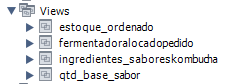 Views
estoque_ordenado
fermentadoralocadopedido
ingredientes_saboreskombucha
qtd_base_sabor